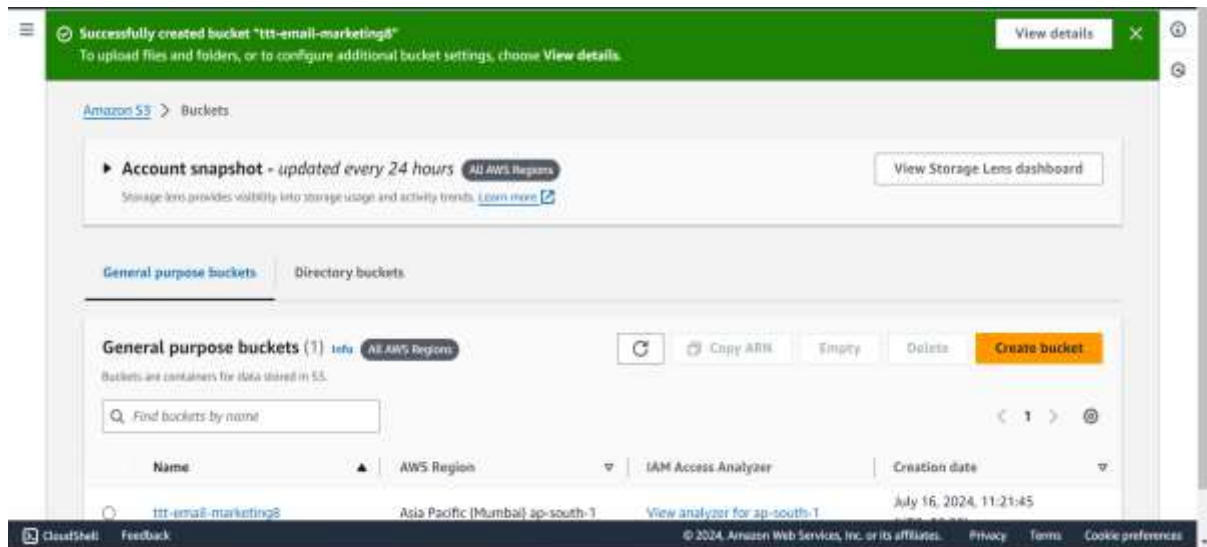 Successfully created bucket "ttt-email-marketing8"
To upload files and folders, or to configure additional bucket settings, choose View details.
View details
Amazon S3 > Buckets
Account snapshot - updated every 24 hours All AWS Regions
View Storage Lens dashboard
Storage lens provides visibility into storage usage and activity trends. Learn more
General purpose buckets Directory buckets
General purpose buckets (1) Info All AWS Regions
Copy ARN Empty Delete Create bucket
Buckets are containers for data stored in S3.
Find buckets by name
1
Name AWS Region IAM Access Analyzer Creation date
ttt-email-marketing8 Asia Pacific (Mumbai) ap-south-1 View analyzer for ap-south-1 July 16, 2024, 11:21:45
CloudShell Feedback © 2024, Amazon Web Services, Inc. or its affiliates. Privacy Terms Cookie preferences